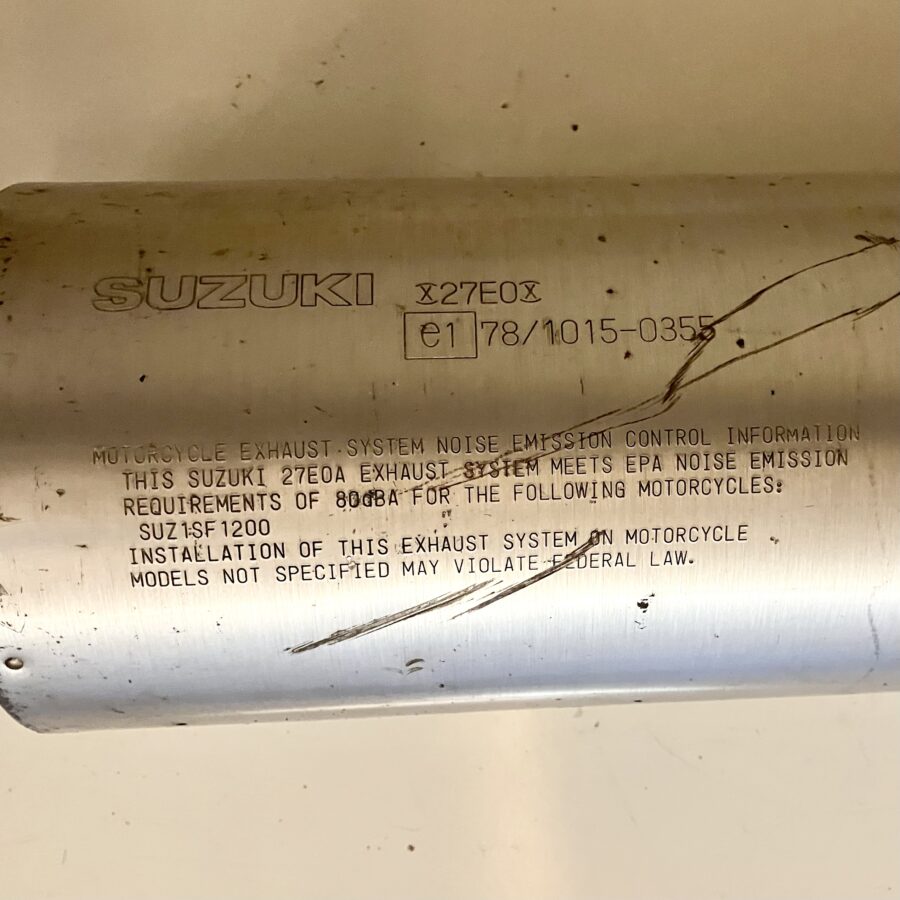 SUZUKI
X27E0X
e1 78/1015-0355
MOTORCYCLE EXHAUST SYSTEM NOISE EMISSION CONTROL INFORMATION
THIS SUZUKI 27E0A EXHAUST SYSTEM MEETS EPA NOISE EMISSION
REQUIREMENTS OF 80dBA FOR THE FOLLOWING MOTORCYCLES:
SUZ1SF1200
INSTALLATION OF THIS EXHAUST SYSTEM ON MOTORCYCLE
MODELS NOT SPECIFIED MAY VIOLATE FEDERAL LAW.